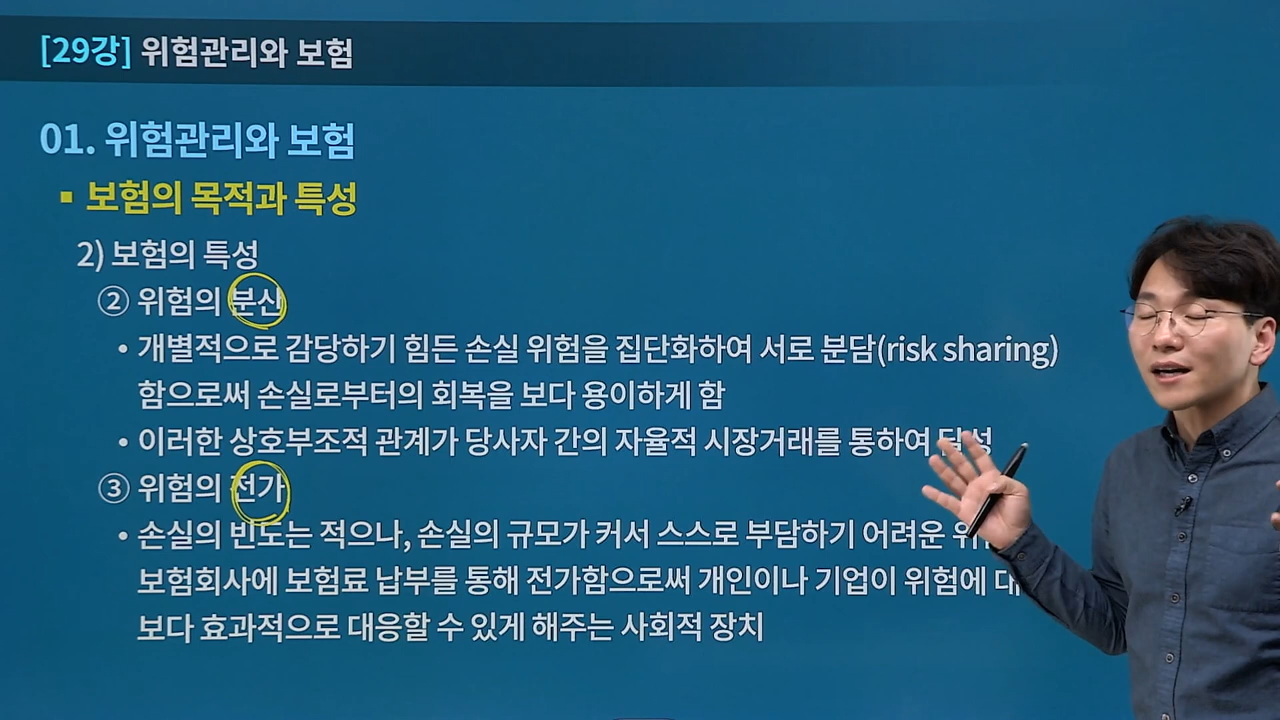 [29강] 위험관리와 보험
01. 위험관리와 보험
▪ 보험의 목적과 특성
2) 보험의 특성
② 위험의 분산
• 개별적으로 감당하기 힘든 손실 위험을 집단화하여 서로 분담(risk sharing)
함으로써 손실로부터의 회복을 보다 용이하게 함
• 이러한 상호부조적 관계가 당사자 간의 자율적 시장거래를 통하여 달성
③ 위험의 전가
• 손실의 빈도는 적으나, 손실의 규모가 커서 스스로 부담하기 어려운
보험회사에 보험료 납부를 통해 전가함으로써 개인이나 기업이 위험에
보다 효과적으로 대응할 수 있게 해주는 사회적 장치